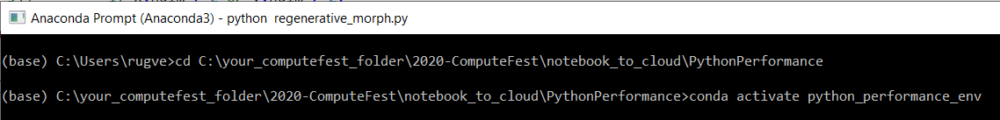 Anaconda Prompt (Anaconda3) - python  regenerative_morph.py
(base) C:\Users\rugve>cd C:\your_computefest_folder\2020-ComputeFest\notebook_to_cloud\PythonPerformance
(base) C:\your_computefest_folder\2020-ComputeFest\notebook_to_cloud\PythonPerformance>conda activate python_performance_env